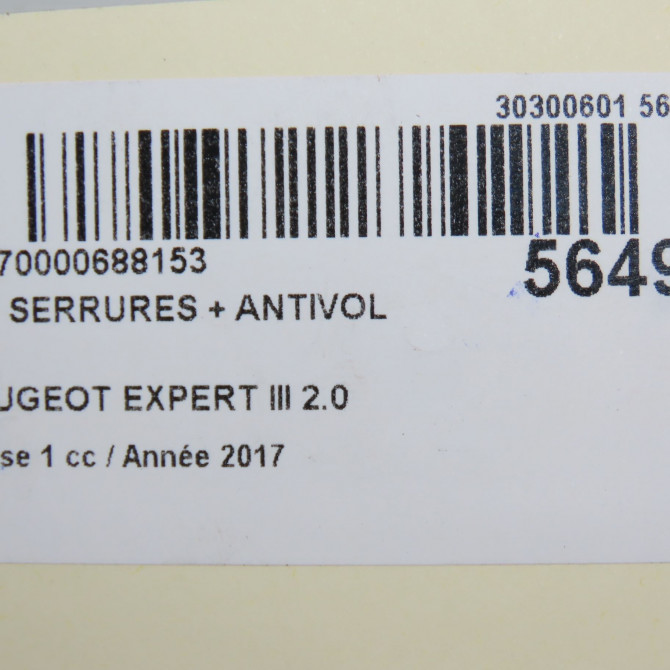 30300601 56
70000688153
5649
SERRURES + ANTIVOL
UGEOT EXPERT III 2.0
se 1 cc / Année 2017